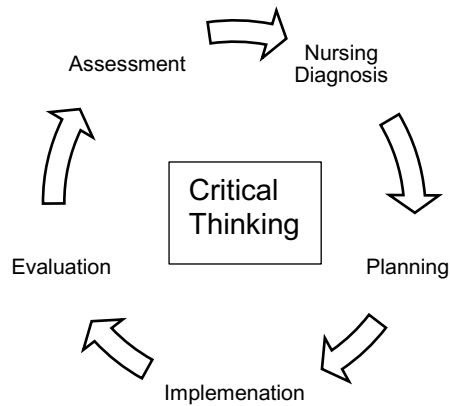 Assessment
Nursing
Diagnosis
Critical
Thinking
Evaluation
Planning
Implemenation